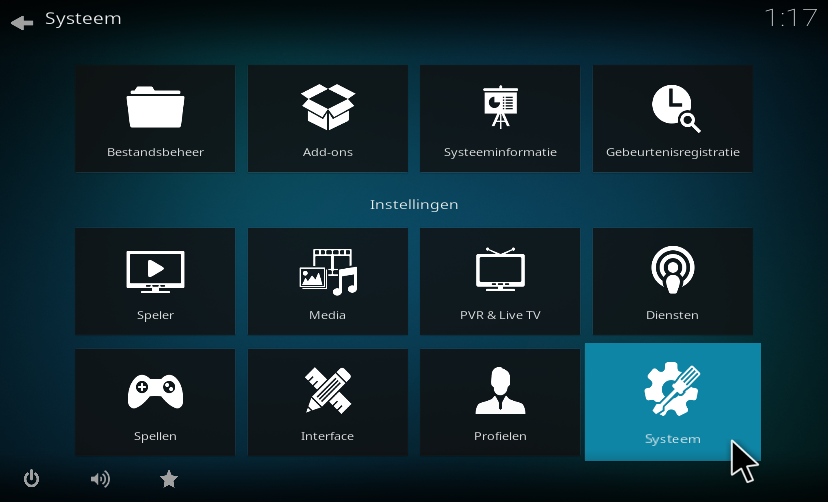 Systeem
1:17
Bestandsbeheer
Add-ons
Systeeminformatie
Gebeurtenisregistratie
Instellingen
Speler
Media
PVR & Live TV
Diensten
Spellen
Interface
Profielen
Systeem